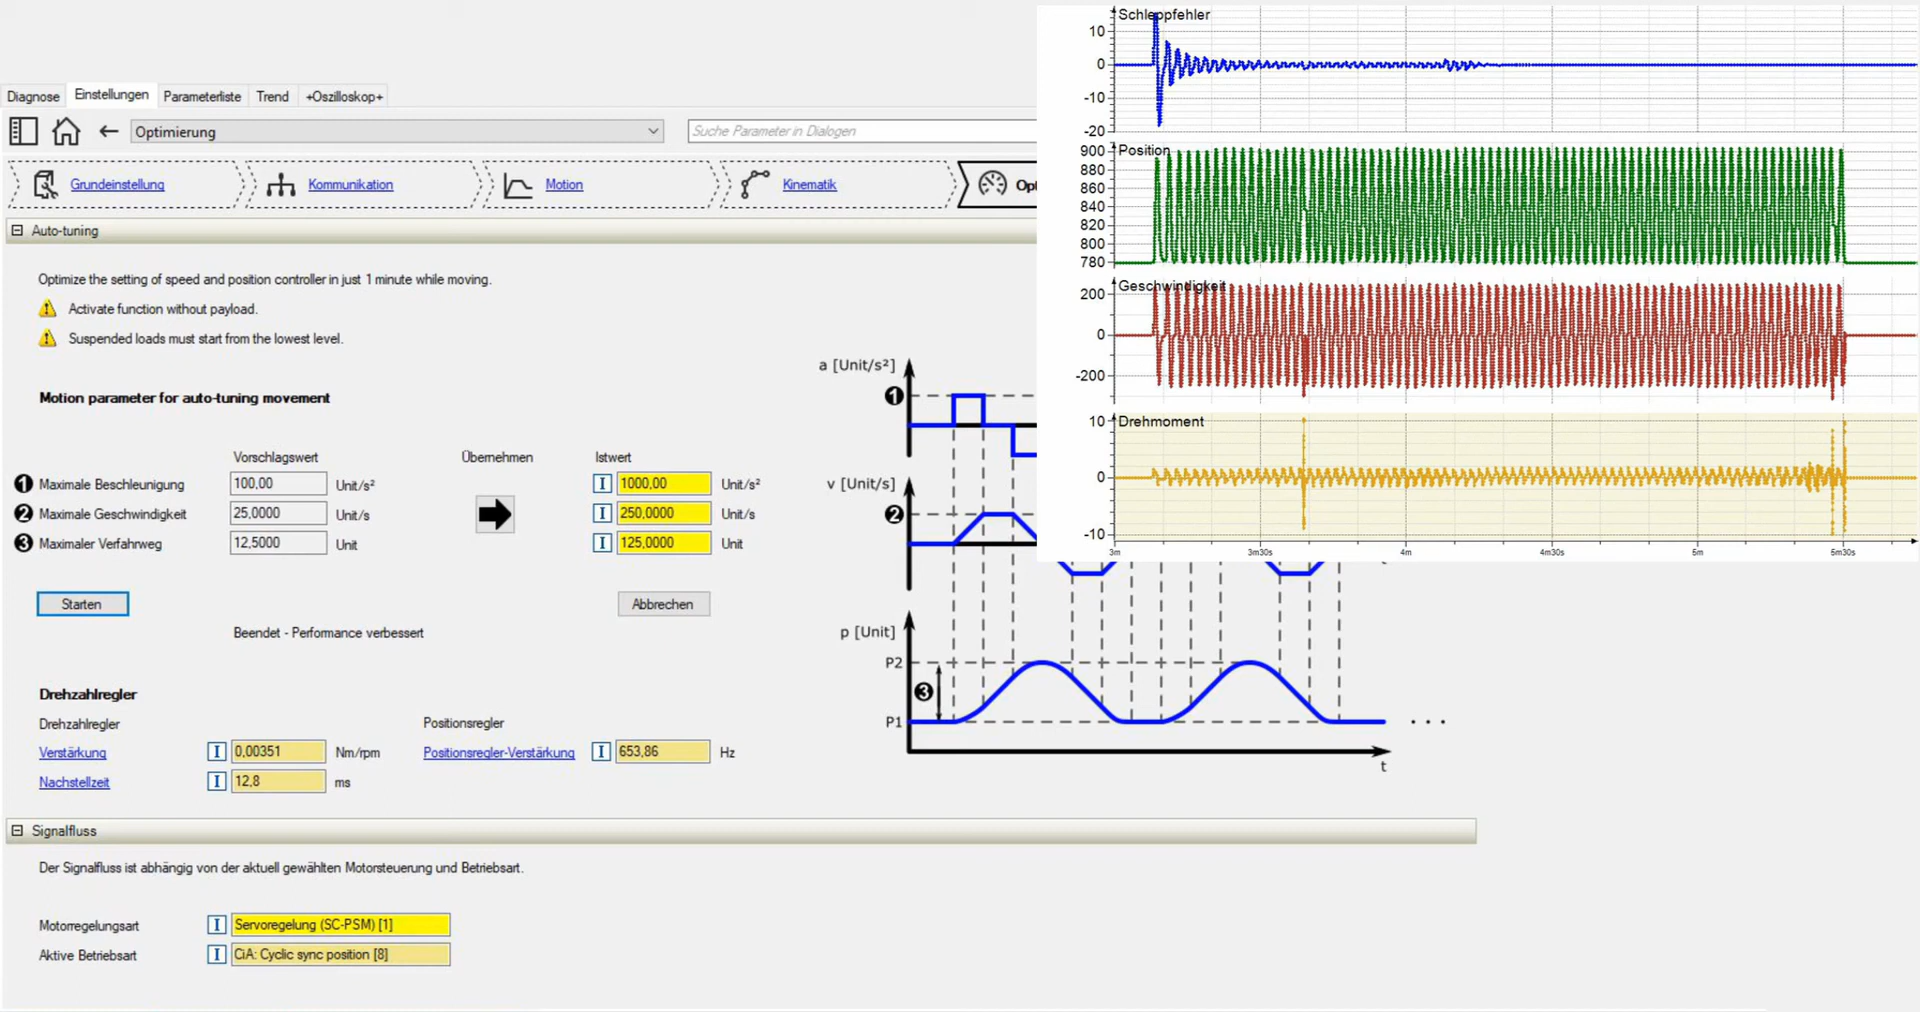 Diagnose Einstellungen Parameterliste Trend +Oszilloskop+
Optimierung
Suche Parameter in Dialogen
Grundeinstellung Kommunikation Motion Kinematik
Auto-tuning
Optimize the setting of speed and position controller in just 1 minute while moving.
Activate function without payload.
Suspended loads must start from the lowest level.
Motion parameter for auto-tuning movement
Vorschlagswert Übernehmen Istwert
1 Maximale Beschleunigung 100,00 Unit/s² I 1000,00 Unit/s²
2 Maximale Geschwindigkeit 25,0000 Unit/s I 250,0000 Unit/s
3 Maximaler Verfahrweg 12,5000 Unit I 125,0000 Unit
Starten Abbrechen
Beendet - Performance verbessert
Drehzahlregler
Drehzahlregler Positionsregler
Verstärkung I 0,00351 Nm/rpm Positionsregler-Verstärkung I 653,86 Hz
Nachstellzeit I 12,8 ms
Signalfluss
Der Signalfluss ist abhängig von der aktuell gewählten Motorsteuerung und Betriebsart.
Motorregelungsart I Servoregelung (SC-PSM) [1]
Aktive Betriebsart I CiA: Cyclic sync position [8]
a [Unit/s²]
1
v [Unit/s]
2
p [Unit]
P2
3
P1
...
t
Schleppfehler
10
0
-10
-20
Position
900
880
860
840
820
800
780
Geschwindigkeit
200
0
-200
Drehmoment
10
0
-10
3m 3m30s 4m 4m30s 5m 5m30s